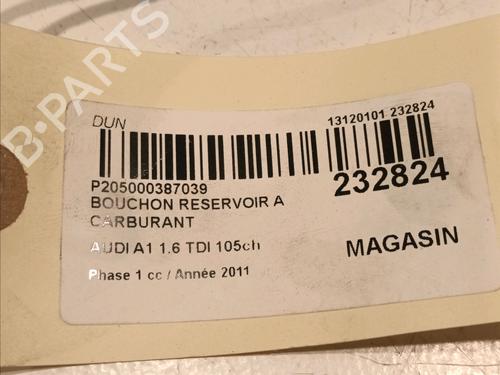 B-PARTS
DUN
13120101 232824
P205000387039
232824
BOUCHON RESERVOIR A
CARBURANT
AUDI A1 1.6 TDI 105ch
MAGASIN
Phase 1 cc / Année 2011